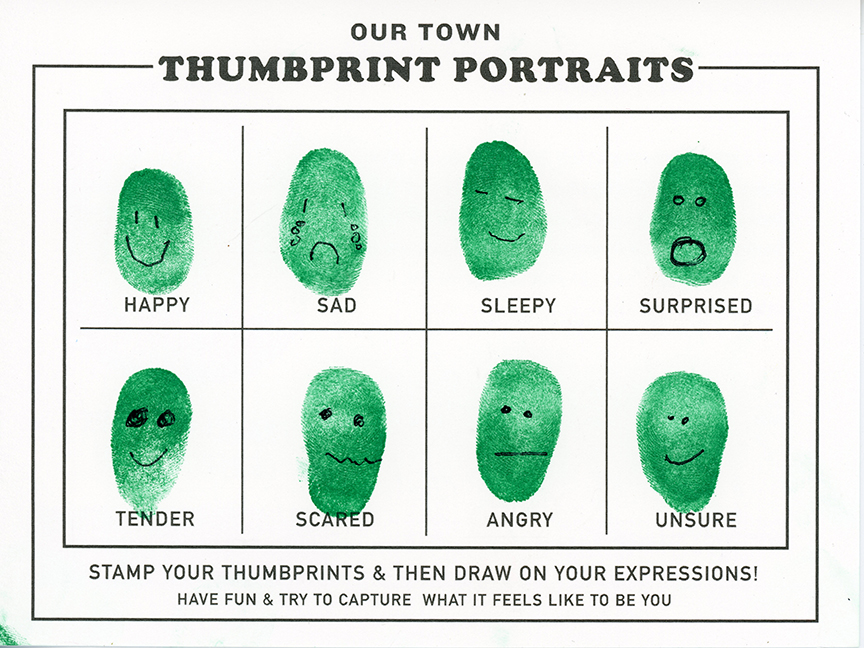 OUR TOWN
THUMBPRINT PORTRAITS
HAPPY
SAD
SLEEPY
SURPRISED
TENDER
SCARED
ANGRY
UNSURE
STAMP YOUR THUMBPRINTS & THEN DRAW ON YOUR EXPRESSIONS!
HAVE FUN & TRY TO CAPTURE WHAT IT FEELS LIKE TO BE YOU